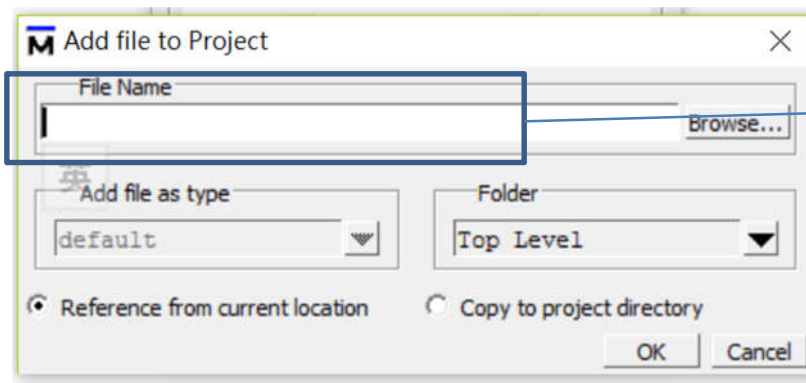 M Add file to Project
File Name
Browse...
英
Add file as type
Folder
default
Top Level
Reference from current location
Copy to project directory
OK
Cancel